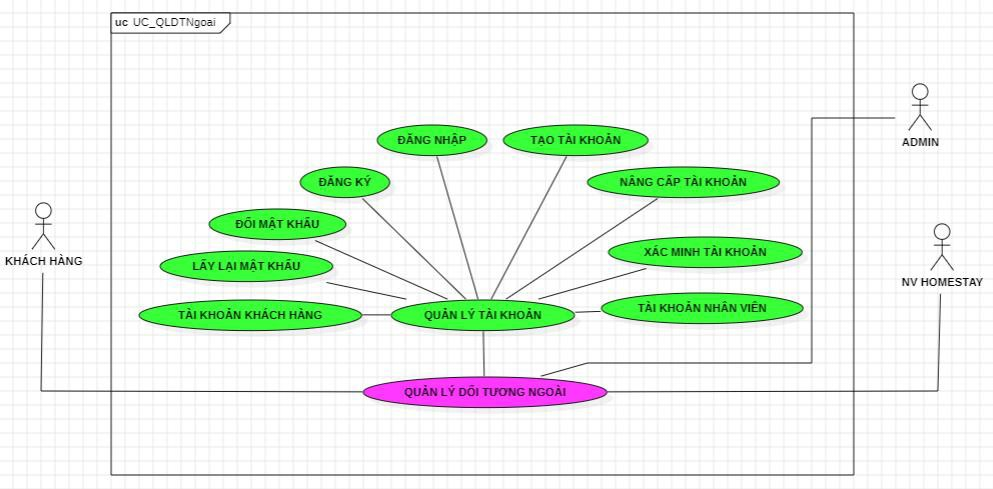 uc UC_QLDTNgoai
ĐĂNG NHẬP
TẠO TÀI KHOẢN
ADMIN
ĐĂNG KÝ
NÂNG CẤP TÀI KHOẢN
ĐỔI MẬT KHẨU
KHÁCH HÀNG
LẤY LẠI MẬT KHẨU
XÁC MINH TÀI KHOẢN
NV HOMESTAY
TÀI KHOẢN KHÁCH HÀNG
QUẢN LÝ TÀI KHOẢN
TÀI KHOẢN NHÂN VIÊN
QUẢN LÝ ĐỐI TƯỢNG NGOÀI